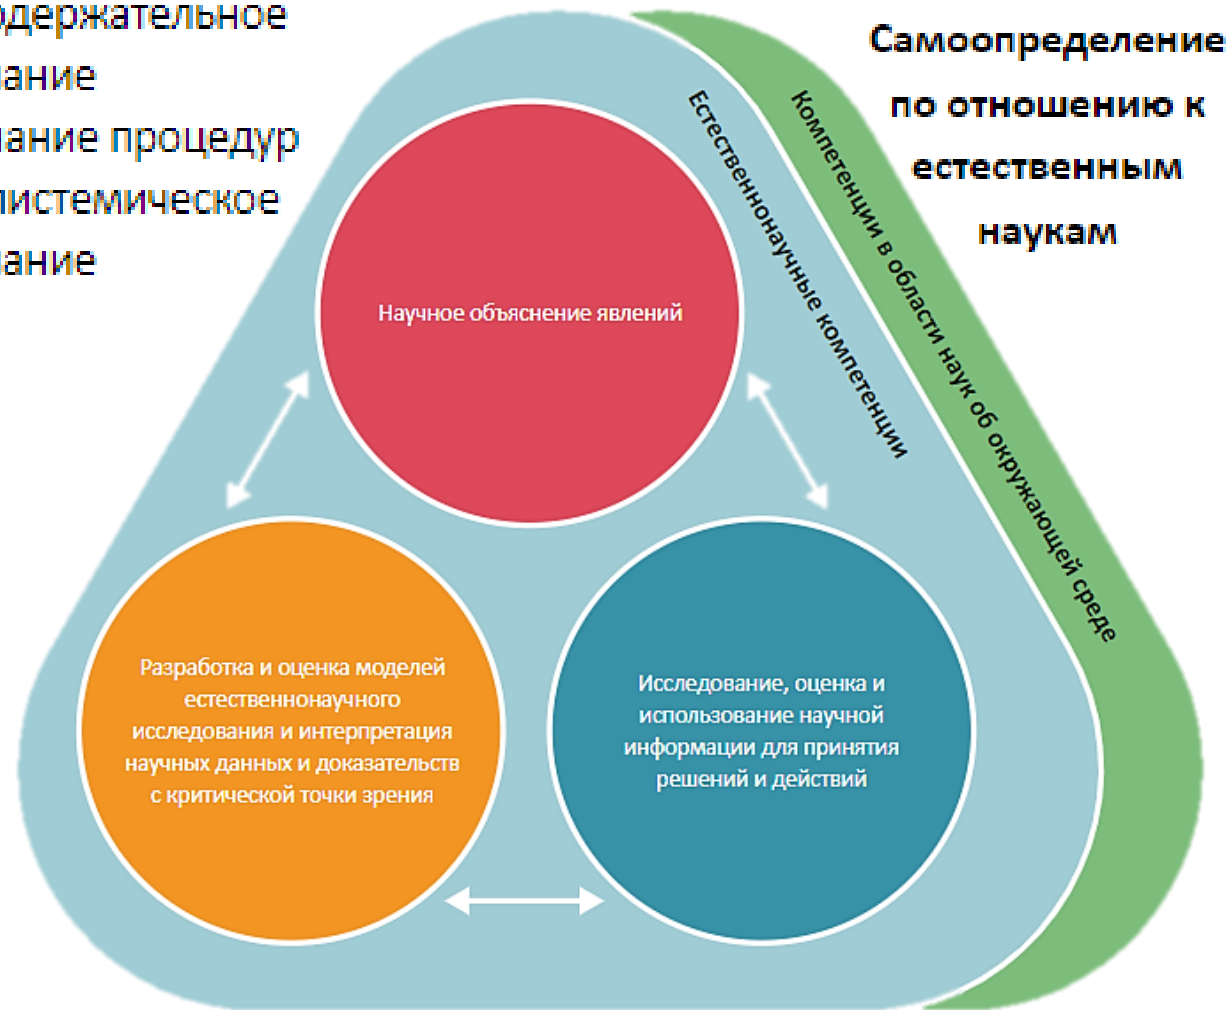 одержательное
ание
ание процедур
истемическое
ание
Самоопределение
по отношению к
естественным
наукам
Естественнонаучные компетенции
Компетенции в области наук об окружающей среде
Научное объяснение явлений
Разработка и оценка моделей
естественнонаучного
исследования и интерпретация
научных данных и доказательств
с критической точки зрения
Исследование, оценка и
использование научной
информации для принятия
решений и действий